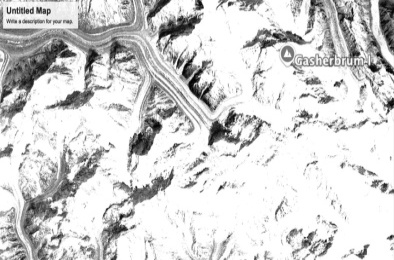 Untitled Map
Write a description for your map.
Gasherbrum I